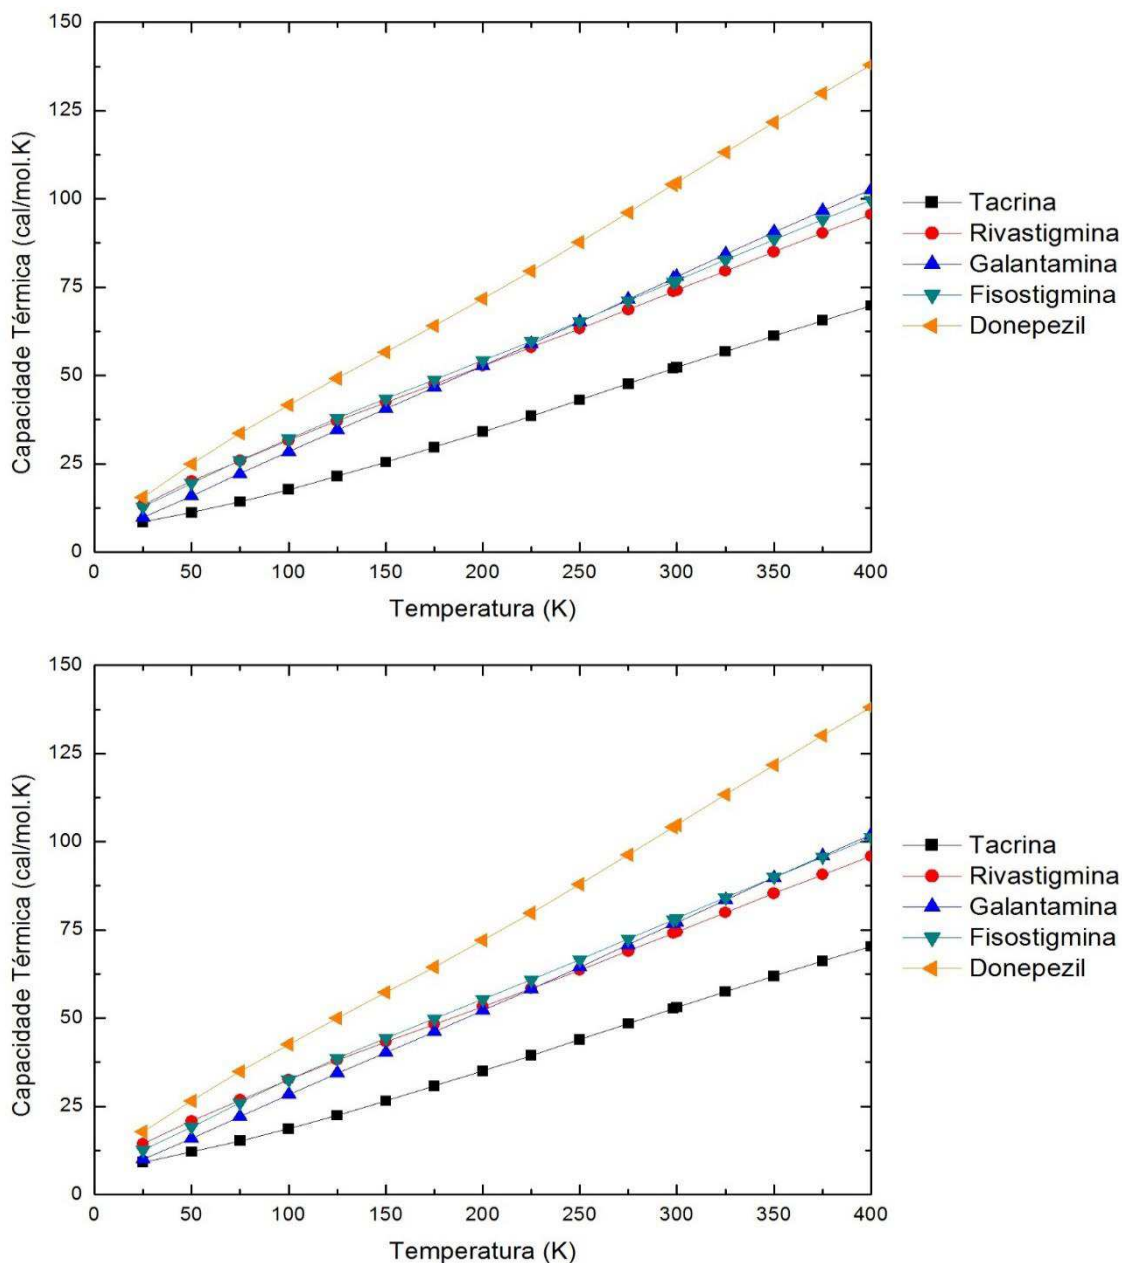 150
125
100
75
50
25
0
Capacidade Térmica (cal/mol.K)
0 50 100 150 200 250 300 350 400
Temperatura (K)
Tacrina
Rivastigmina
Galantamina
Fisostigmina
Donepezil
150
125
100
75
50
25
0
Capacidade Térmica (cal/mol.K)
0 50 100 150 200 250 300 350 400
Temperatura (K)
Tacrina
Rivastigmina
Galantamina
Fisostigmina
Donepezil